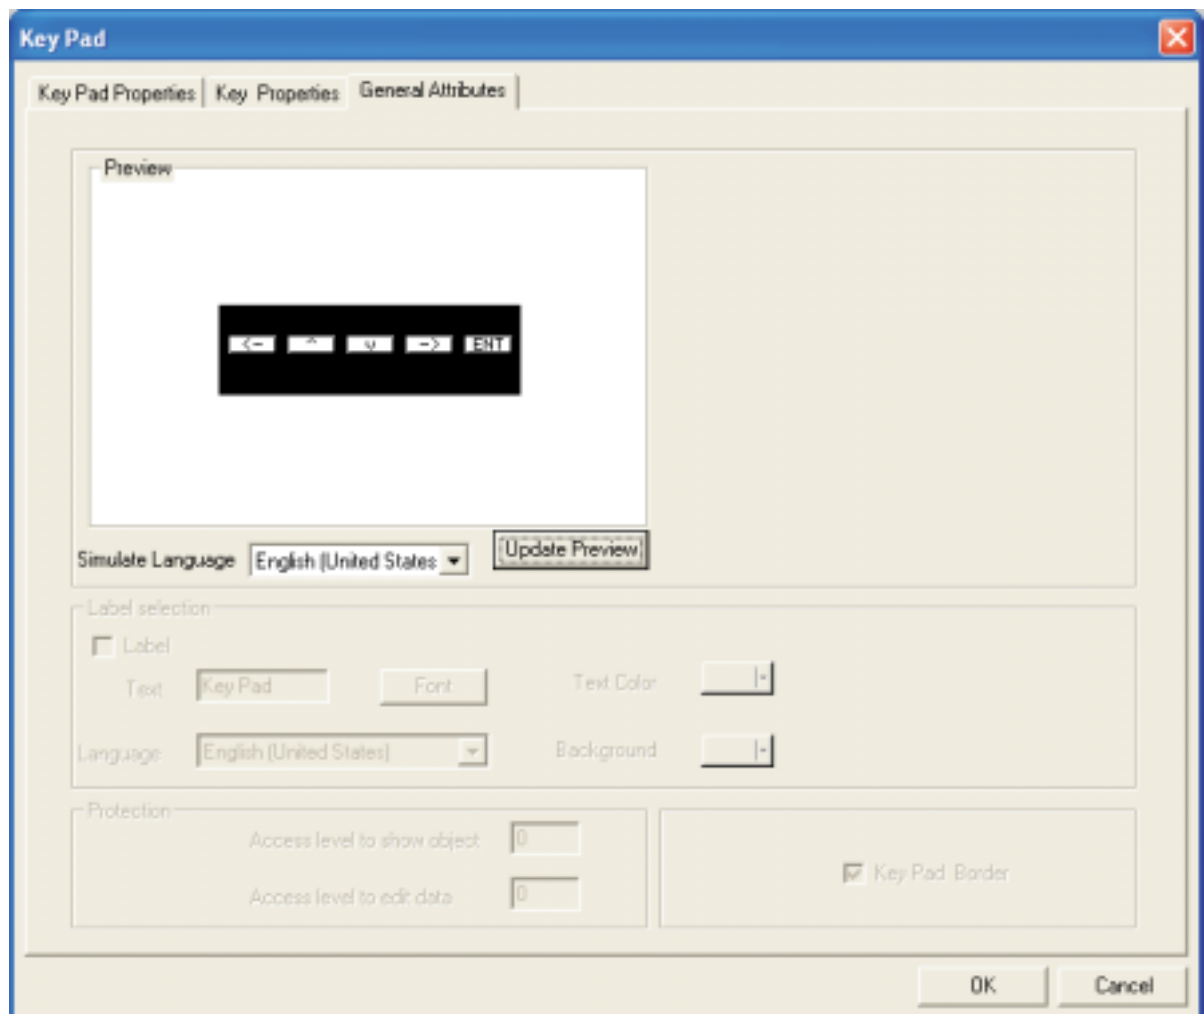 Key Pad
Key Pad Properties Key Properties General Attributes
Preview
<- ^ v -> ENT
Simulate Language English (United States Update Preview
Label selection
Label
Text Key Pad Font Text Color
Language English (United States) Background
Protection
Access level to show object 0
Key Pad Border
Access level to edit data 0
OK Cancel